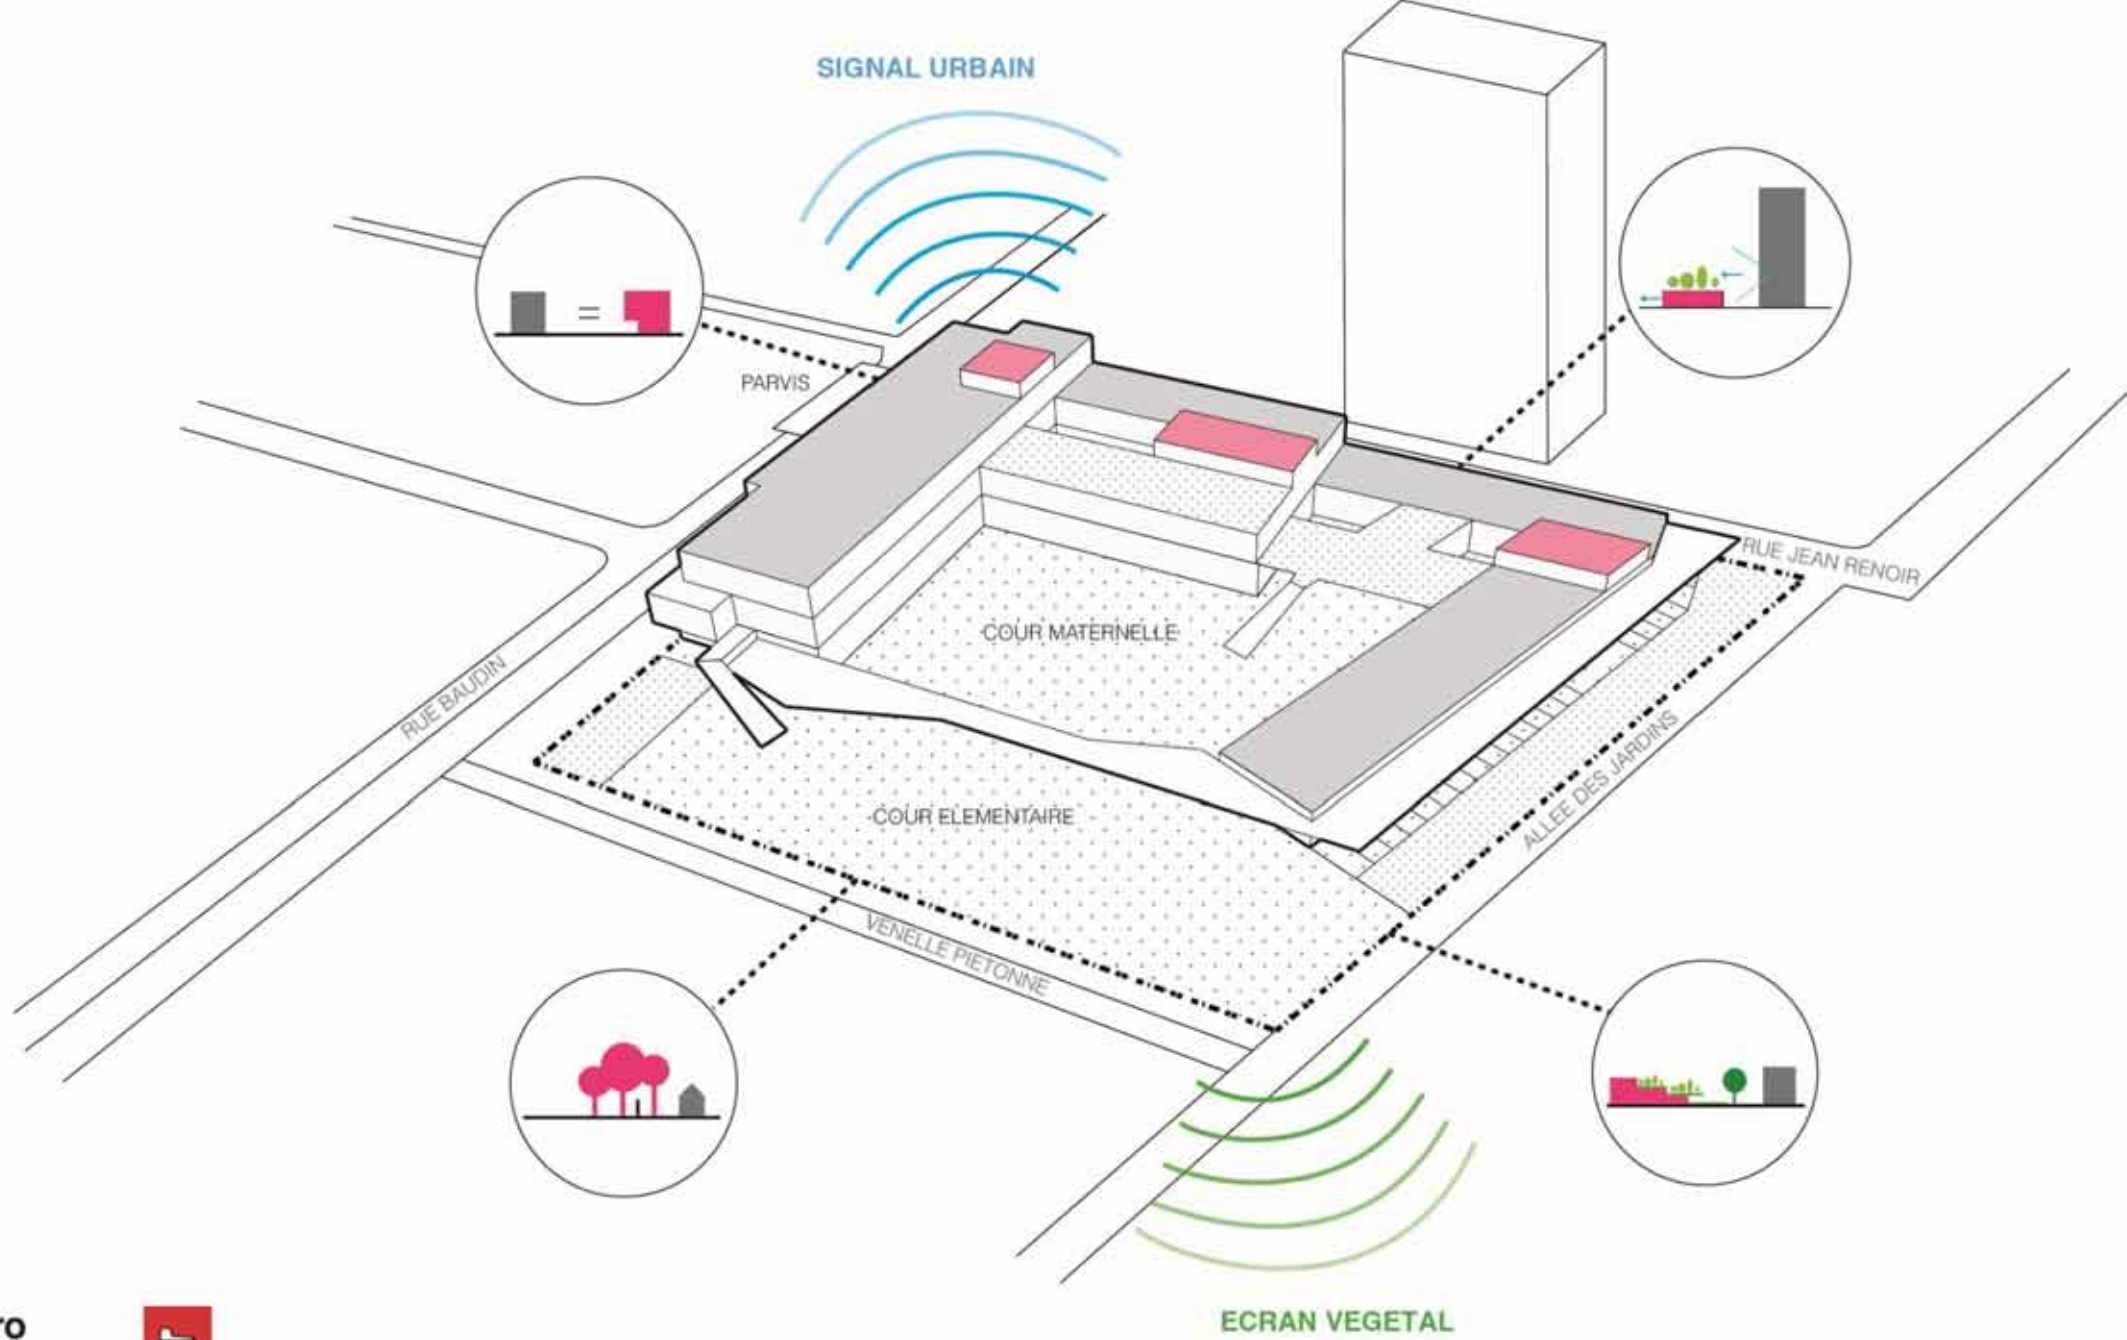 SIGNAL URBAIN
PARVIS
RUE JEAN RENOIR
COUR MATERNELLE
RUE BAUDIN
ALLEE DES JARDINS
COUR ELEMENTAIRE
VENELLE PIETONNE
ECRAN VEGETAL
ro